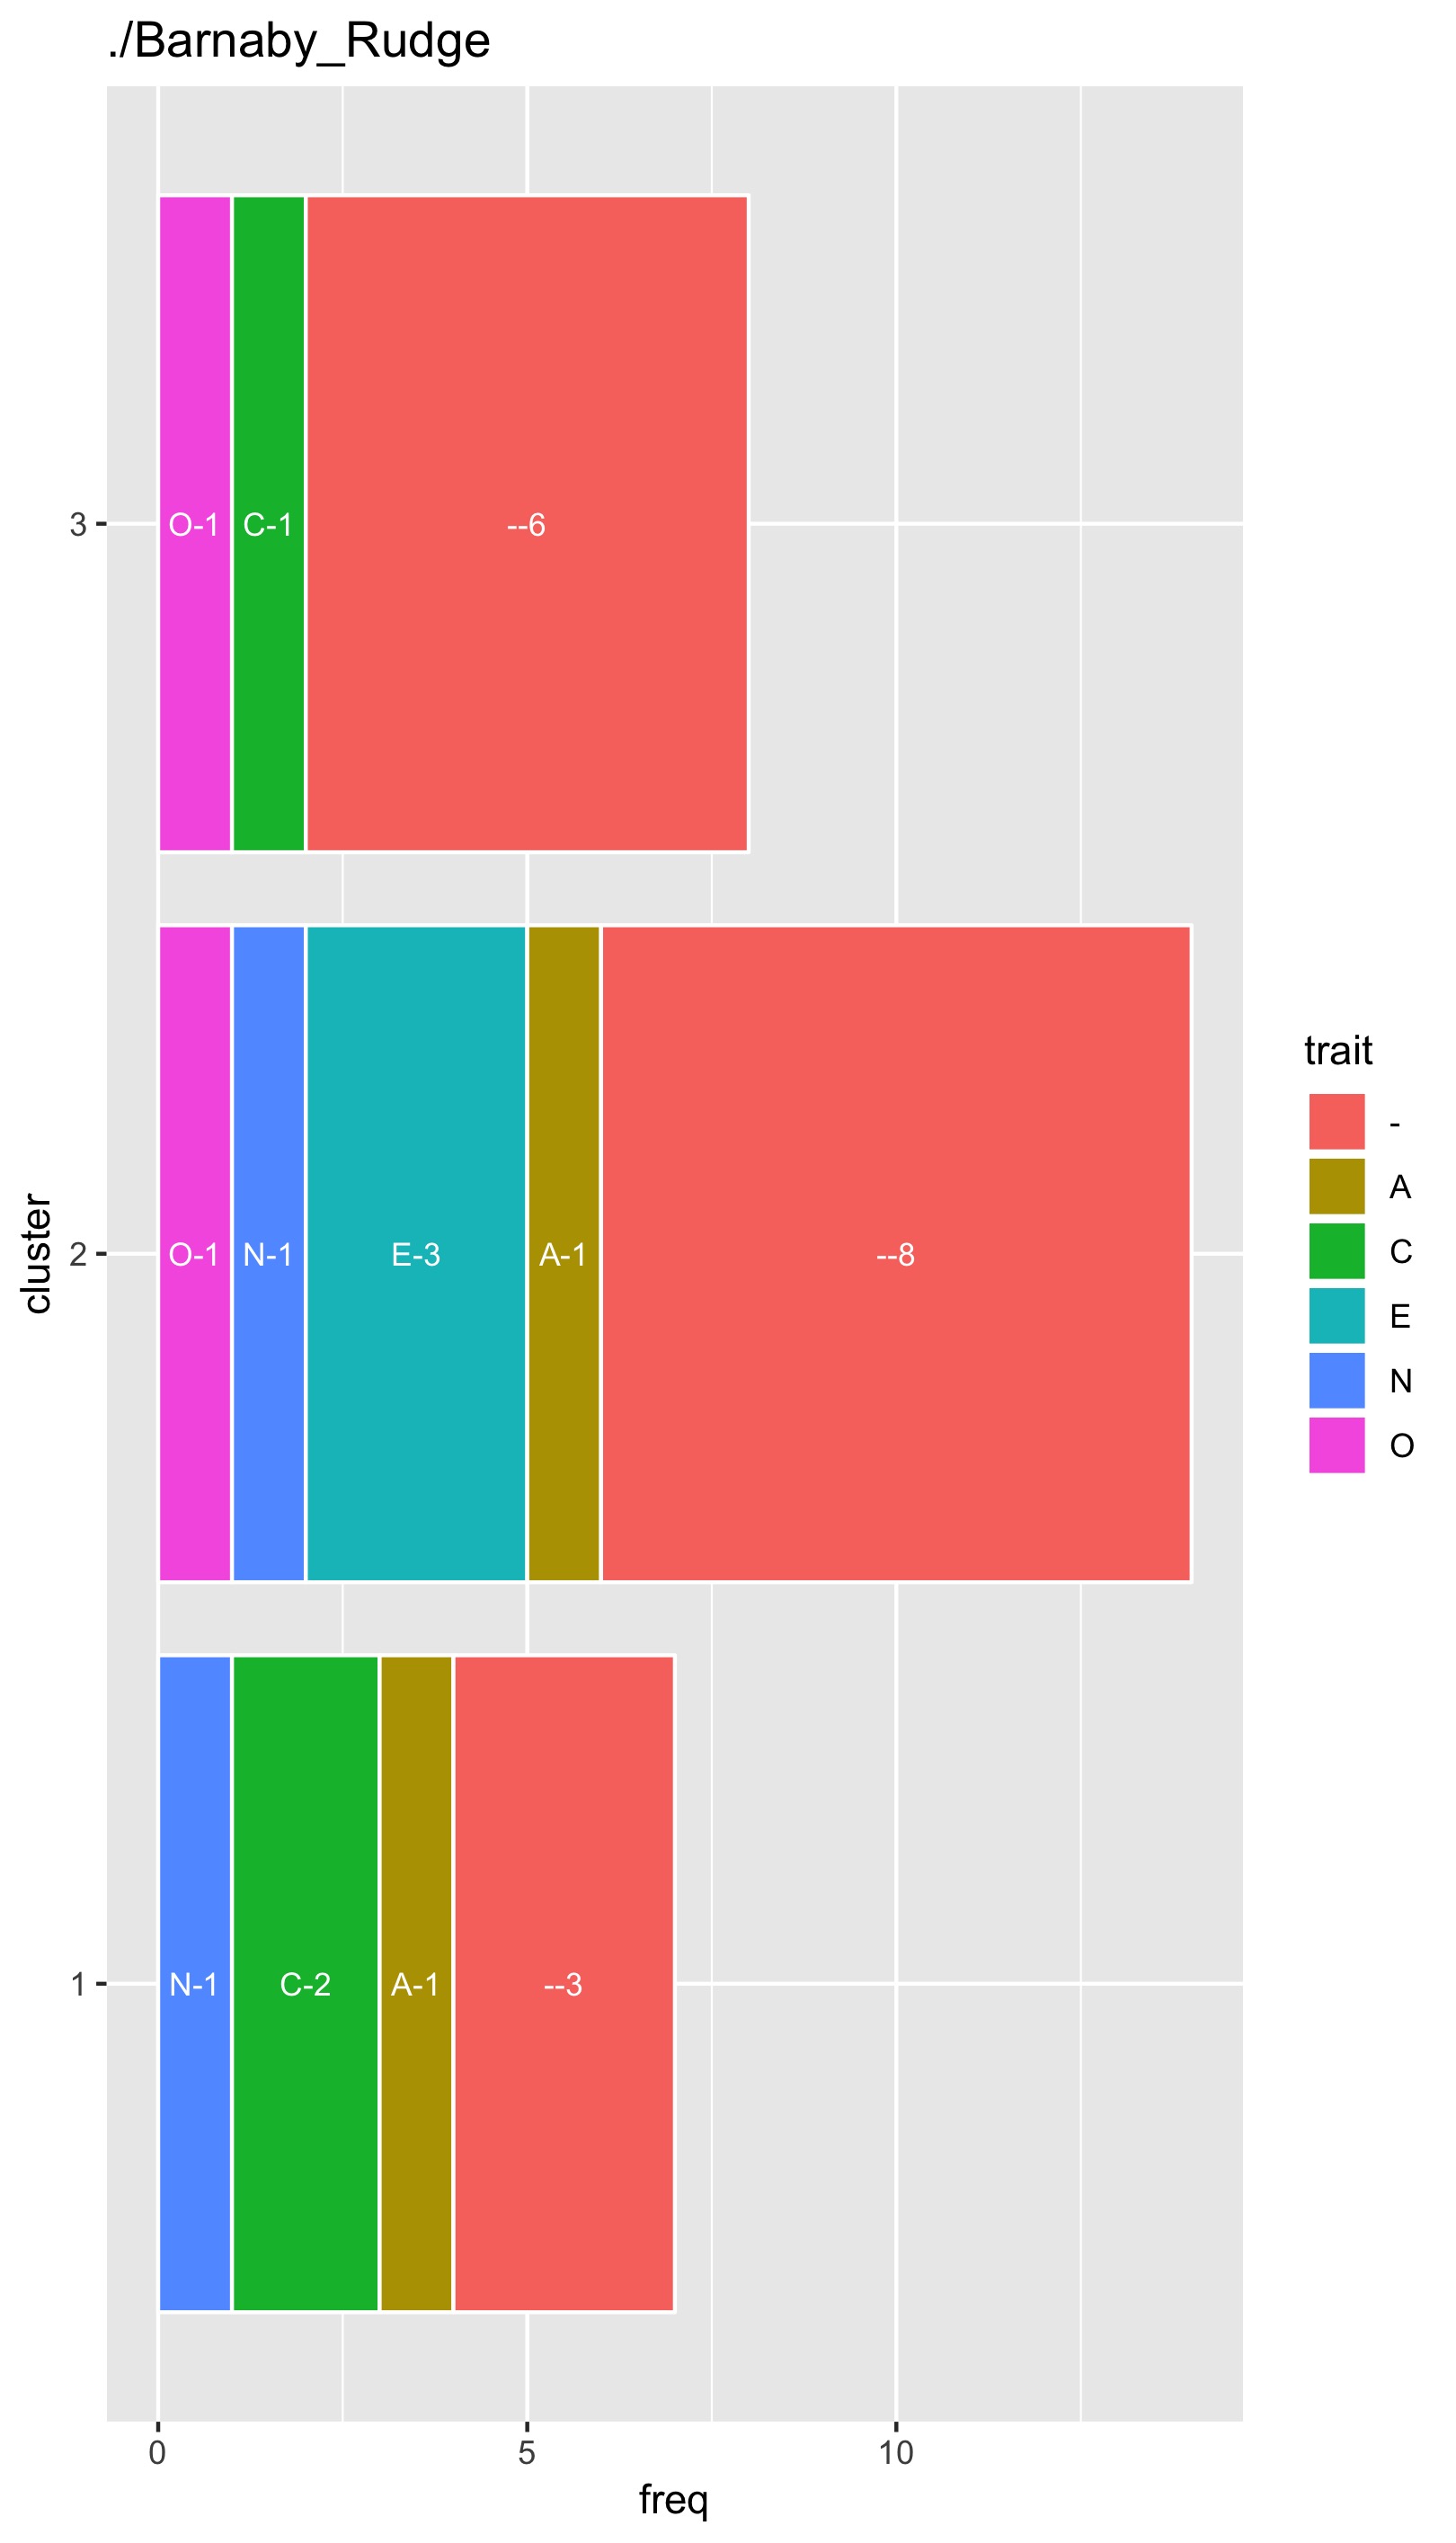 ./Barnaby_Rudge
3
O-1 C-1 --6
cluster
2
O-1 N-1 E-3 A-1 --8
1
N-1 C-2 A-1 --3
0 5 10
freq
trait
-
A
C
E
N
O